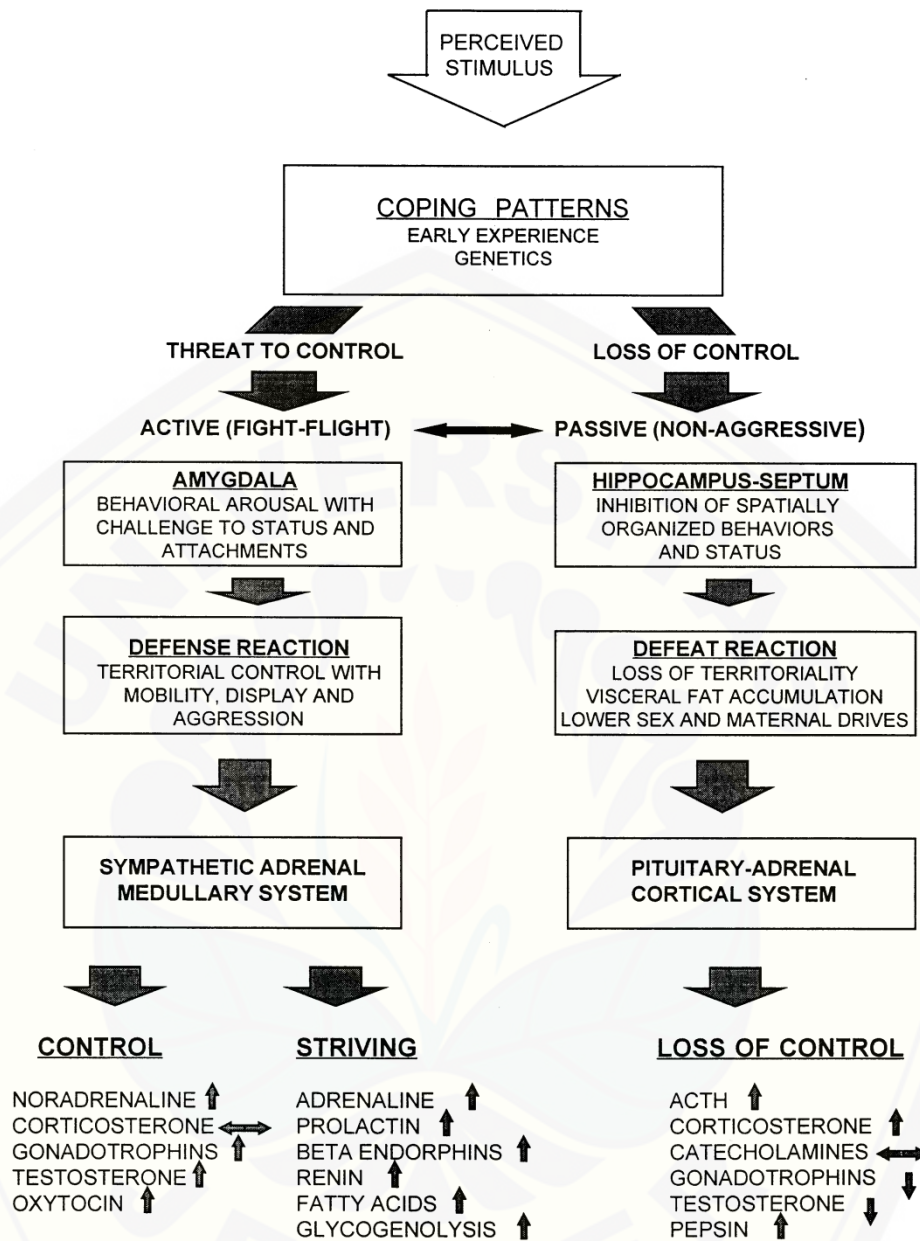 PERCEIVED
STIMULUS
COPING PATTERNS
EARLY EXPERIENCE
GENETICS
THREAT TO CONTROL
LOSS OF CONTROL
ACTIVE (FIGHT-FLIGHT)
PASSIVE (NON-AGGRESSIVE)
AMYGDALA
BEHAVIORAL AROUSAL WITH
CHALLENGE TO STATUS AND
ATTACHMENTS
HIPPOCAMPUS-SEPTUM
INHIBITION OF SPATIALLY
ORGANIZED BEHAVIORS
AND STATUS
DEFENSE REACTION
TERRITORIAL CONTROL WITH
MOBILITY, DISPLAY AND
AGGRESSION
DEFEAT REACTION
LOSS OF TERRITORIALITY
VISCERAL FAT ACCUMULATION
LOWER SEX AND MATERNAL DRIVES
SYMPATHETIC ADRENAL
MEDULLARY SYSTEM
PITUITARY-ADRENAL
CORTICAL SYSTEM
CONTROL
NORADRENALINE ↑
CORTICOSTERONE ↔
GONADOTROPHINS ↑
TESTOSTERONE ↑
OXYTOCIN ↑
STRIVING
ADRENALINE ↑
PROLACTIN ↑
BETA ENDORPHINS ↑
RENIN ↑
FATTY ACIDS ↑
GLYCOGENOLYSIS ↑
LOSS OF CONTROL
ACTH ↑
CORTICOSTERONE ↑
CATECHOLAMINES ↔
GONADOTROPHINS ↓
TESTOSTERONE ↓
PEPSIN ↑